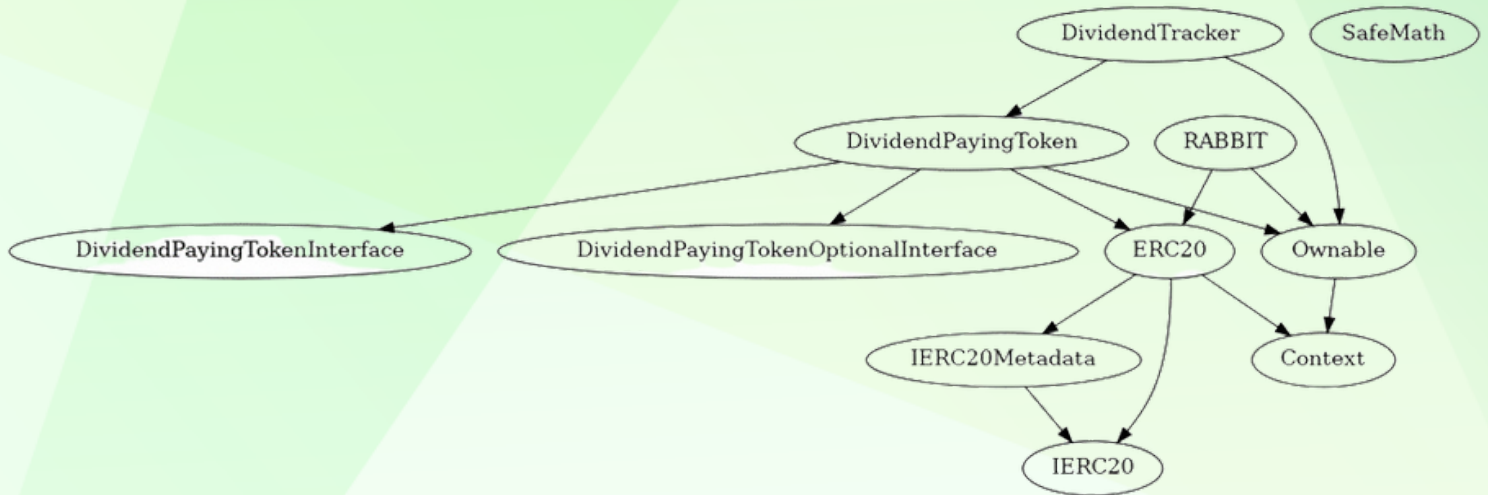 DividendTracker
SafeMath
DividendPayingToken
RABBIT
DividendPayingTokenInterface
DividendPayingTokenOptionalInterface
ERC20
Ownable
IERC20Metadata
Context
IERC20